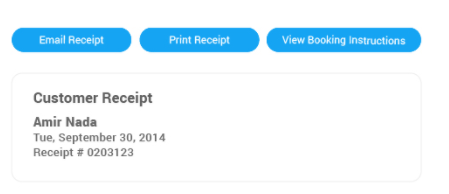 Email Receipt
Print Receipt
View Booking Instructions
Customer Receipt
Amir Nada
Tue, September 30, 2014
Receipt # 0203123